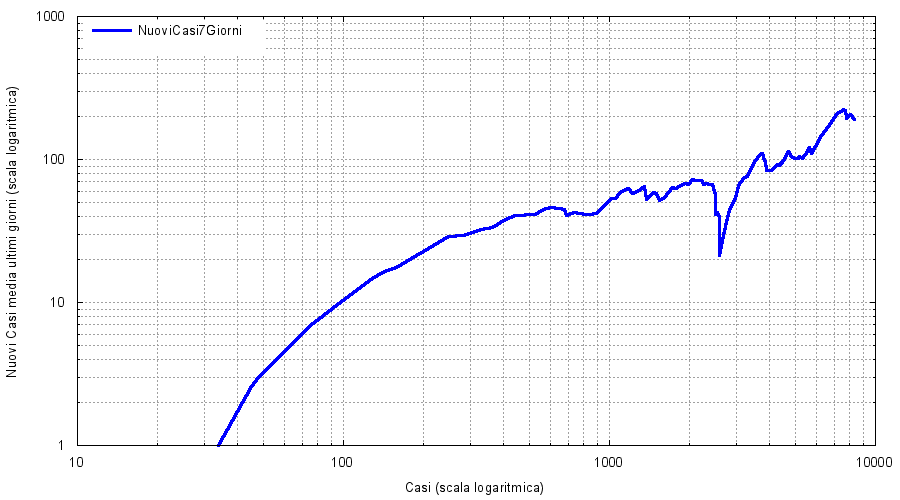 1000
NuoviCasi7Giorni
100
10
1
Nuovi Casi media ultimi giorni (scala logaritmica)
10 100 1000 10000
Casi (scala logaritmica)